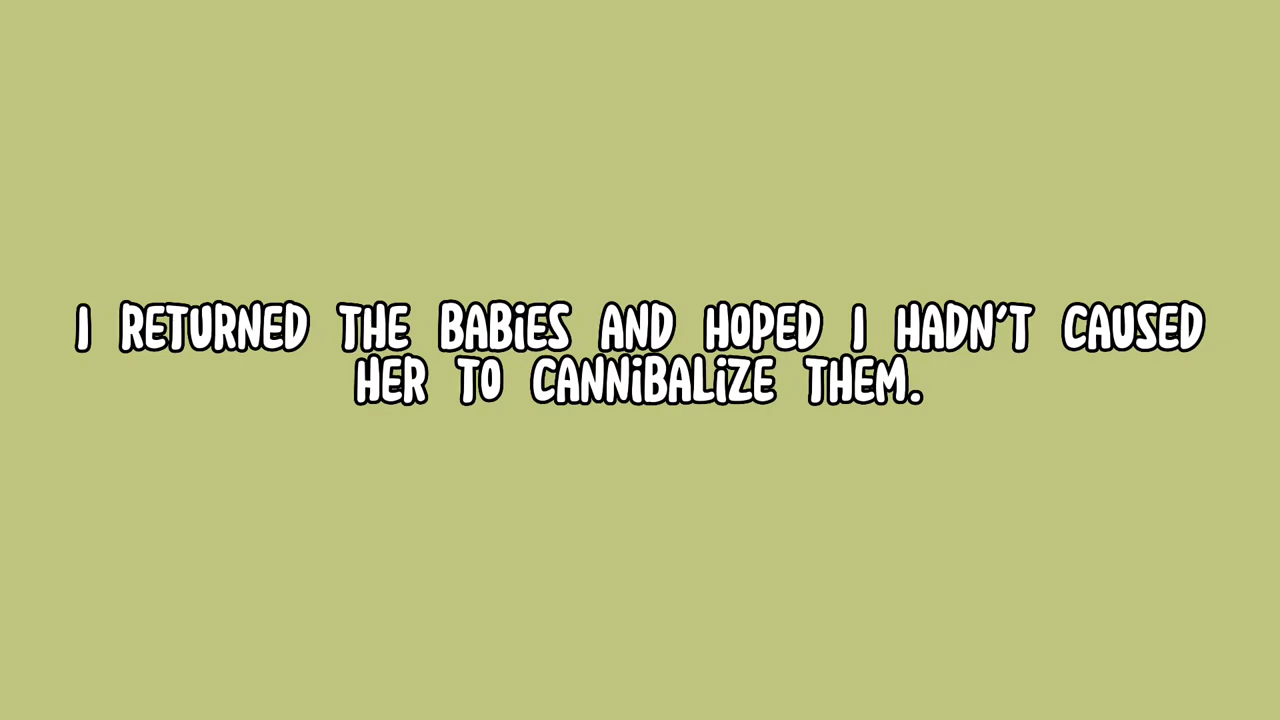 I RETURNED THE BABIES AND HOPED I HADN'T CAUSED
HER TO CANNIBALIZE THEM.